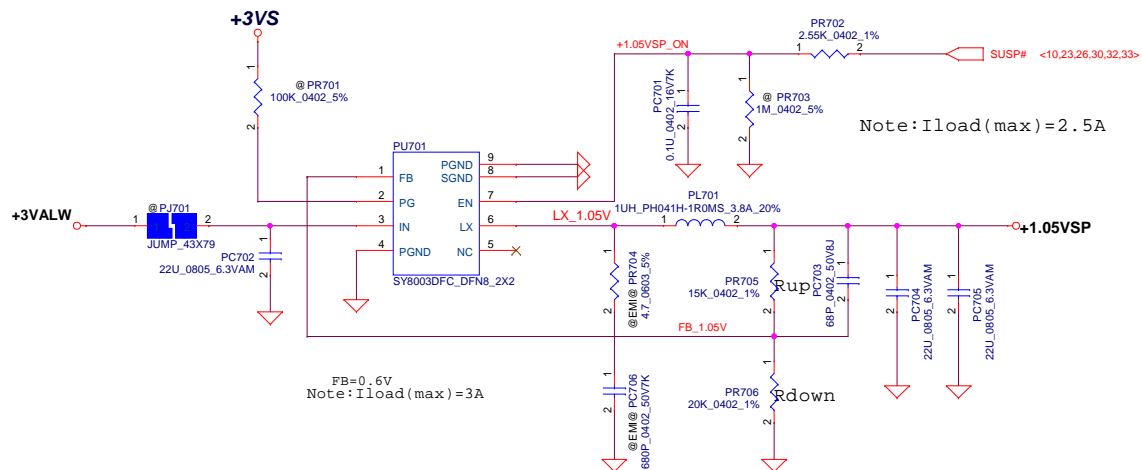 +3VS
PR702
2.55K_0402_1%
1
2
+1.05VSP_ON
SUSP#
<10,23,26,30,32,33>
1
@ PR701
100K_0402_5%
2
PC701
0.1U_0402_16V7K
1
2
1
@ PR703
1M_0402_5%
2
Note:Iload(max)=2.5A
PU701
1
FB
2
PG
3
IN
4
PGND
PGND
9
SGND
8
EN
7
LX
6
NC
5
SY8003DFC_DFN8_2X2
+3VALW
@ PJ701
1
1
2
2
JUMP_43X79
PC702
22U_0805_6.3VAM
1
2
LX_1.05V
PL701
1UH_PH041H-1R0MS_3.8A_20%
1
2
+1.05VSP
@EMI@ PR704
4.7_0603_5%
1
2
PR705
15K_0402_1%
1
2
Rup
PC703
68P_0402_50V8J
1
2
PC704
22U_0805_6.3VAM
1
2
PC705
22U_0805_6.3VAM
1
2
FB_1.05V
FB=0.6V
Note:Iload(max)=3A
@EMI@ PC706
680P_0402_50V7K
1
2
PR706
20K_0402_1%
1
2
Rdown